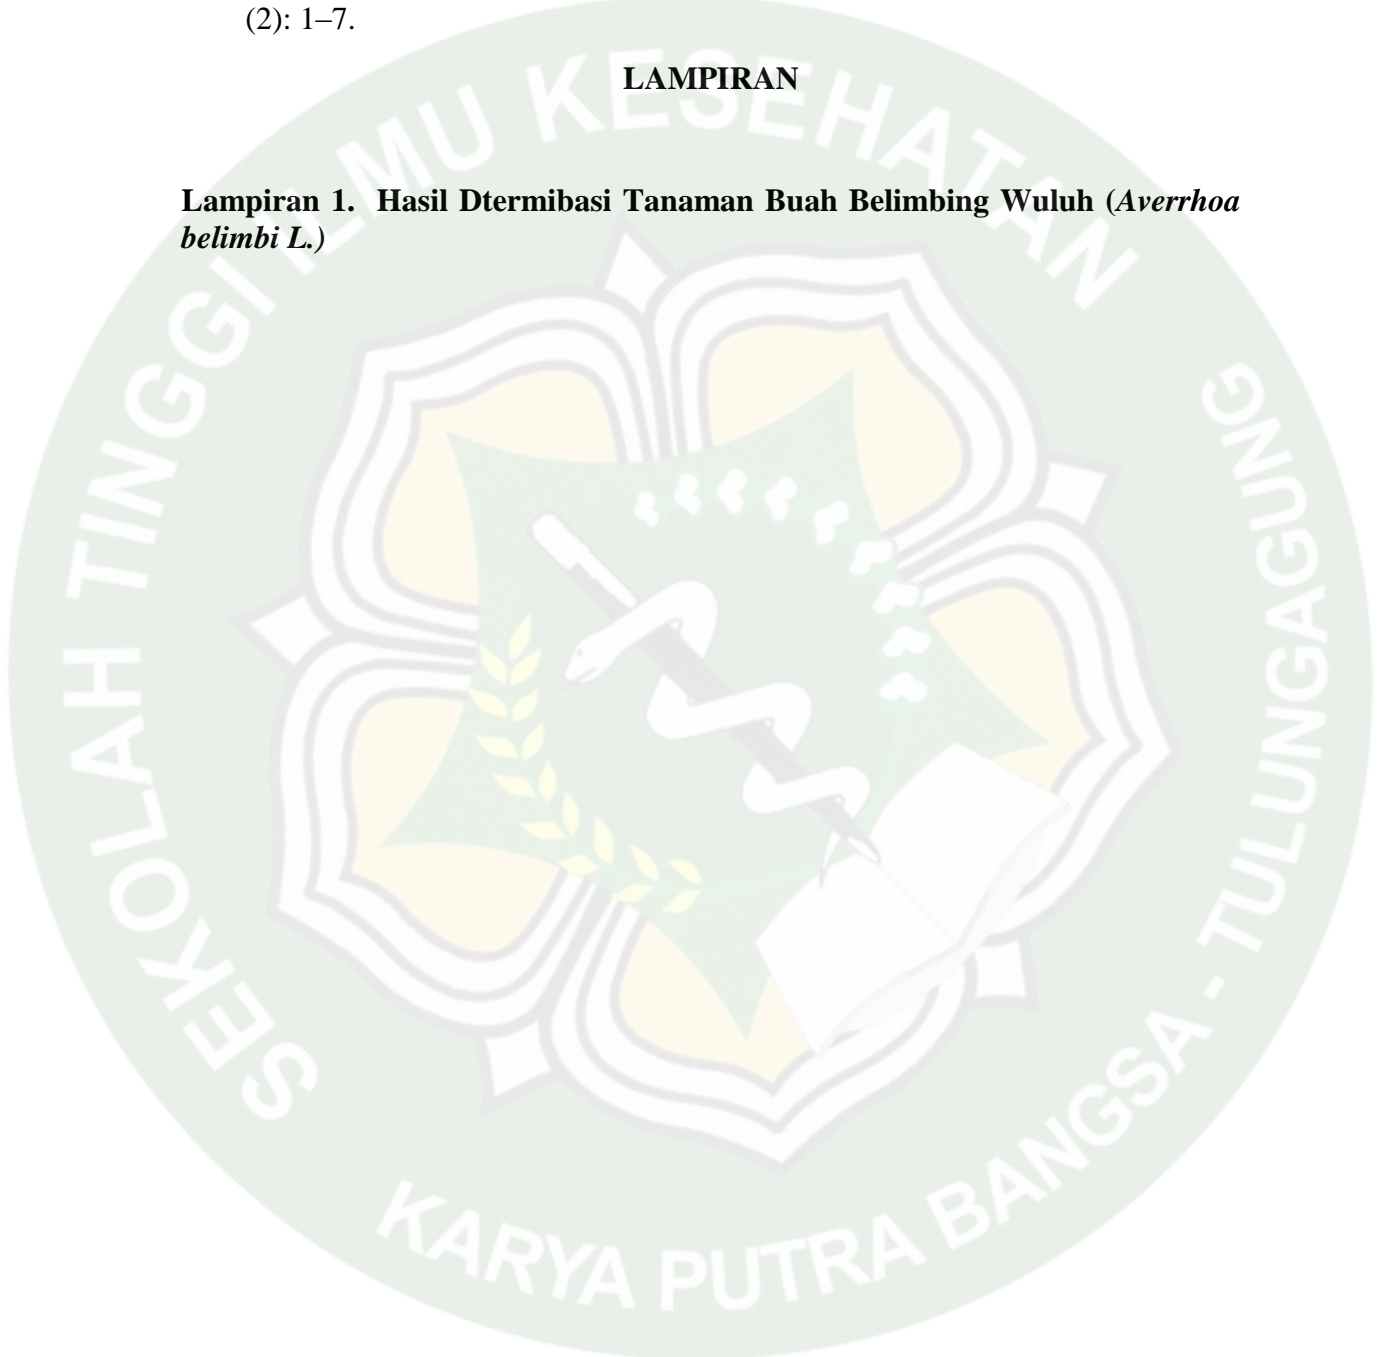 (2): 1–7.
LAMPIRAN
Lampiran 1. Hasil Dtermibasi Tanaman Buah Belimbing Wuluh (Averrhoa
belimbi L.)
SEKOLAH TINGGI ILMU KESEHATAN
KARYA PUTRA BANGSA - TULUNGAGUNG